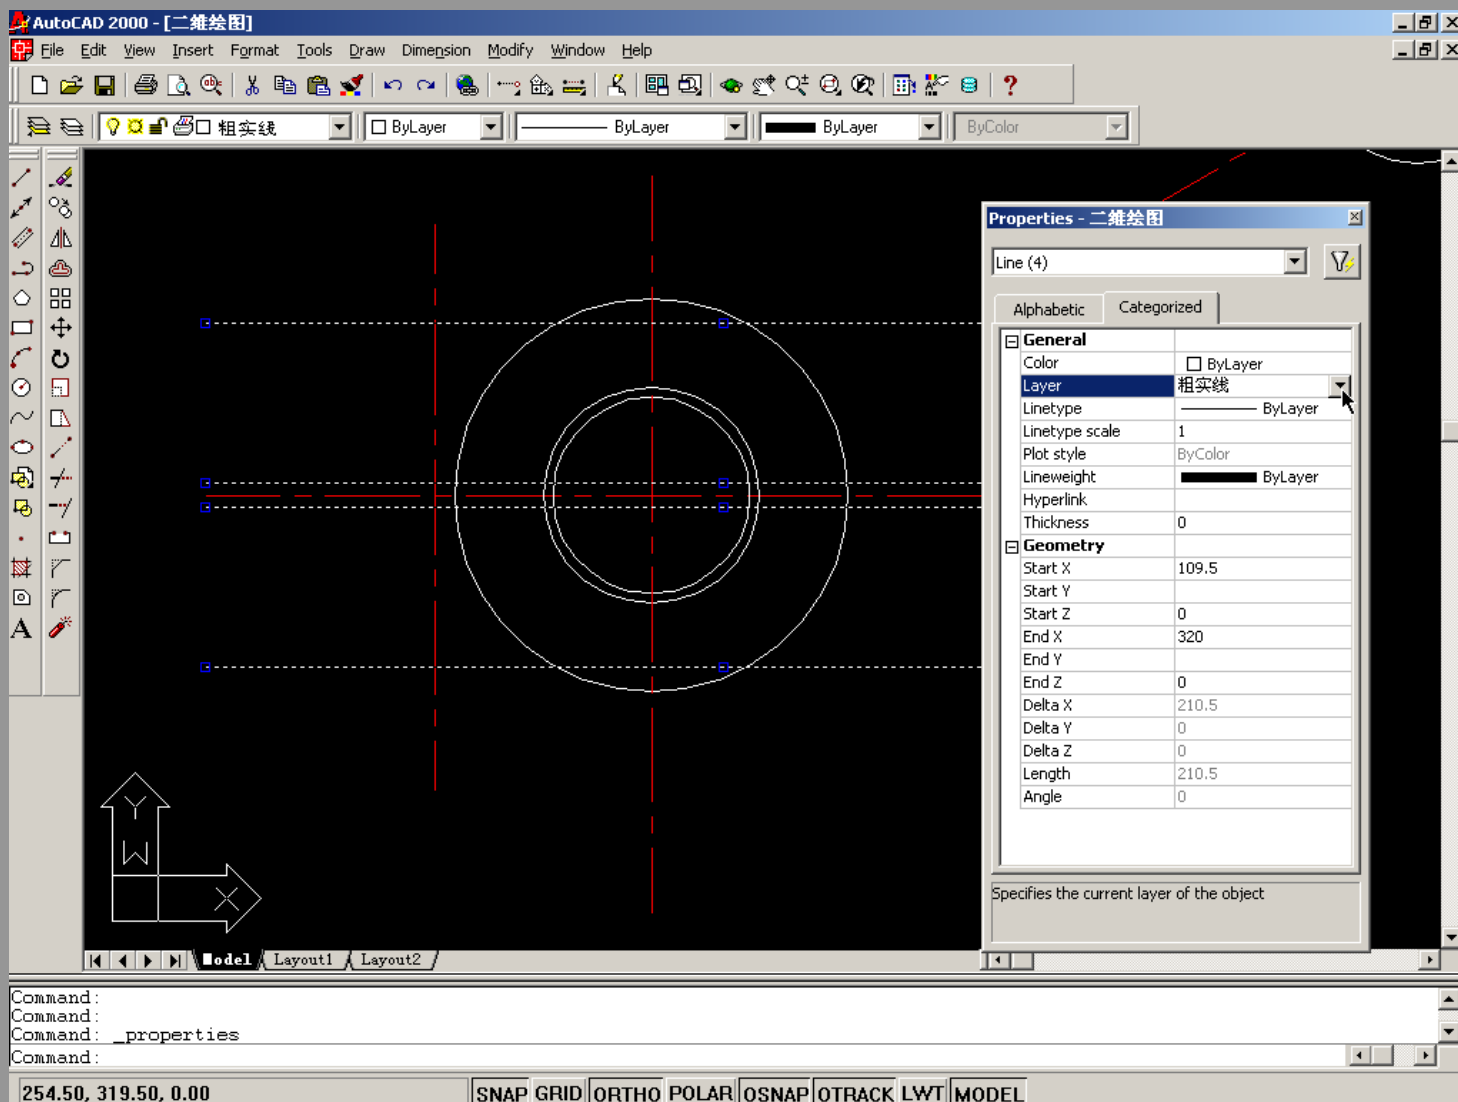 AutoCAD 2000 - [二维绘图]
File Edit View Insert Format Tools Draw Dimension Modify Window Help
粗实线 ByLayer ByLayer ByLayer ByColor
Properties - 二维绘图
Line (4)
Alphabetic Categorized
General
Color ByLayer
Layer 粗实线
Linetype ByLayer
Linetype scale 1
Plot style ByColor
Lineweight ByLayer
Hyperlink
Thickness 0
Geometry
Start X 109.5
Start Y
Start Z 0
End X 320
End Y
End Z 0
Delta X 210.5
Delta Y 0
Delta Z 0
Length 210.5
Angle 0
Specifies the current layer of the object
Y
W
X
A
Model Layout1 Layout2
Command:
Command:
Command: _properties
Command:
254.50, 319.50, 0.00 SNAP GRID ORTHO POLAR OSNAP OTRACK LWT MODEL